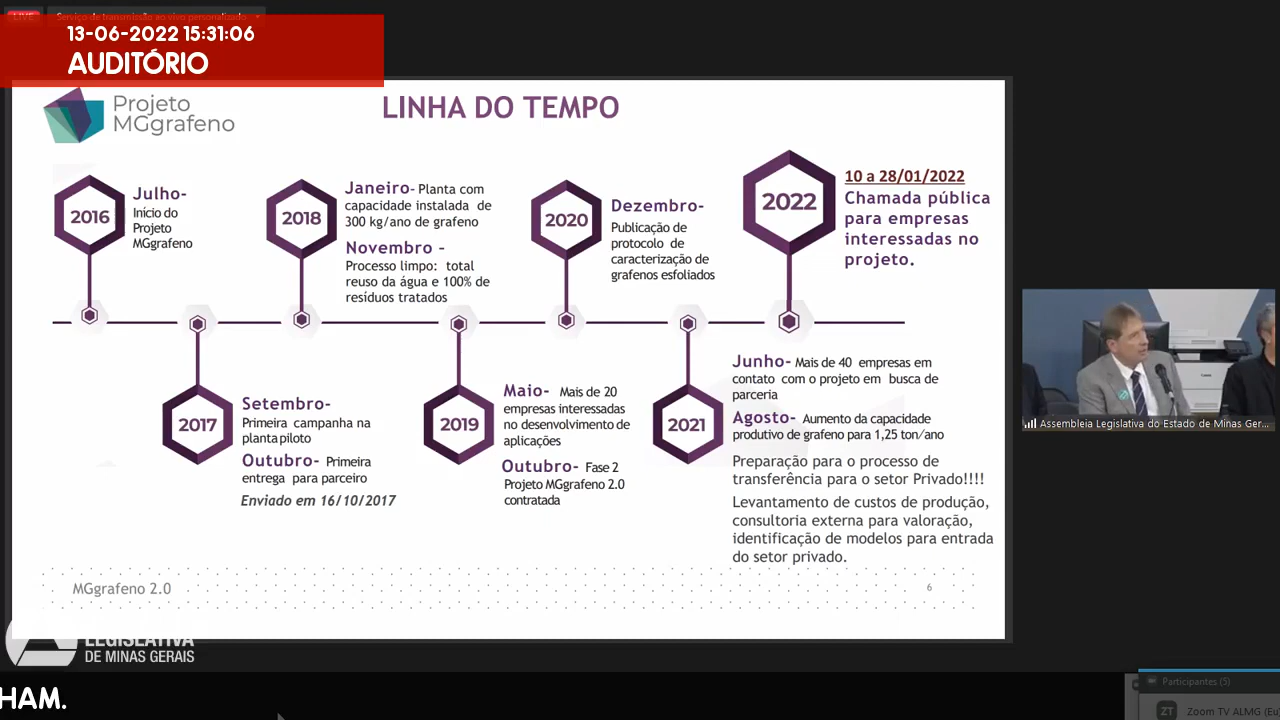 LIVE
Serviço de transmissão ao vivo personalizado
13-06-2022 15:31:06
AUDITÓRIO
Projeto
MGgrafeno
LINHA DO TEMPO
2016
Julho-
Início do
Projeto
MGgrafeno
2018
Janeiro- Planta com
capacidade instalada de
300 kg/ano de grafeno
Novembro –
Processo limpo: total
reuso da água e 100% de
resíduos tratados
2020
Dezembro-
Publicação de
protocolo de
caracterização de
grafenos esfoliados
2022
10 a 28/01/2022
Chamada pública
para empresas
interessadas no
projeto.
2017
Setembro-
Primeira campanha na
planta piloto
Outubro- Primeira
entrega para parceiro
Enviado em 16/10/2017
2019
Maio- Mais de 20
empresas interessadas
no desenvolvimento de
aplicações
Outubro- Fase 2
Projeto MGgrafeno 2.0
contratada
2021
Junho- Mais de 40 empresas em
contato com o projeto em busca de
parceria
Agosto- Aumento da capacidade
produtivo de grafeno para 1,25 ton/ano
Preparação para o processo de
transferência para o setor Privado!!!!
Levantamento de custos de produção,
consultoria externa para valoração,
identificação de modelos para entrada
do setor privado.
MGgrafeno 2.0
6
Assembleia Legislativa do Estado de Minas Ger...
LEGISLATIVA
DE MINAS GERAIS
HAM.
Participantes (5)
ZT
Zoom TV ALMG (Eu